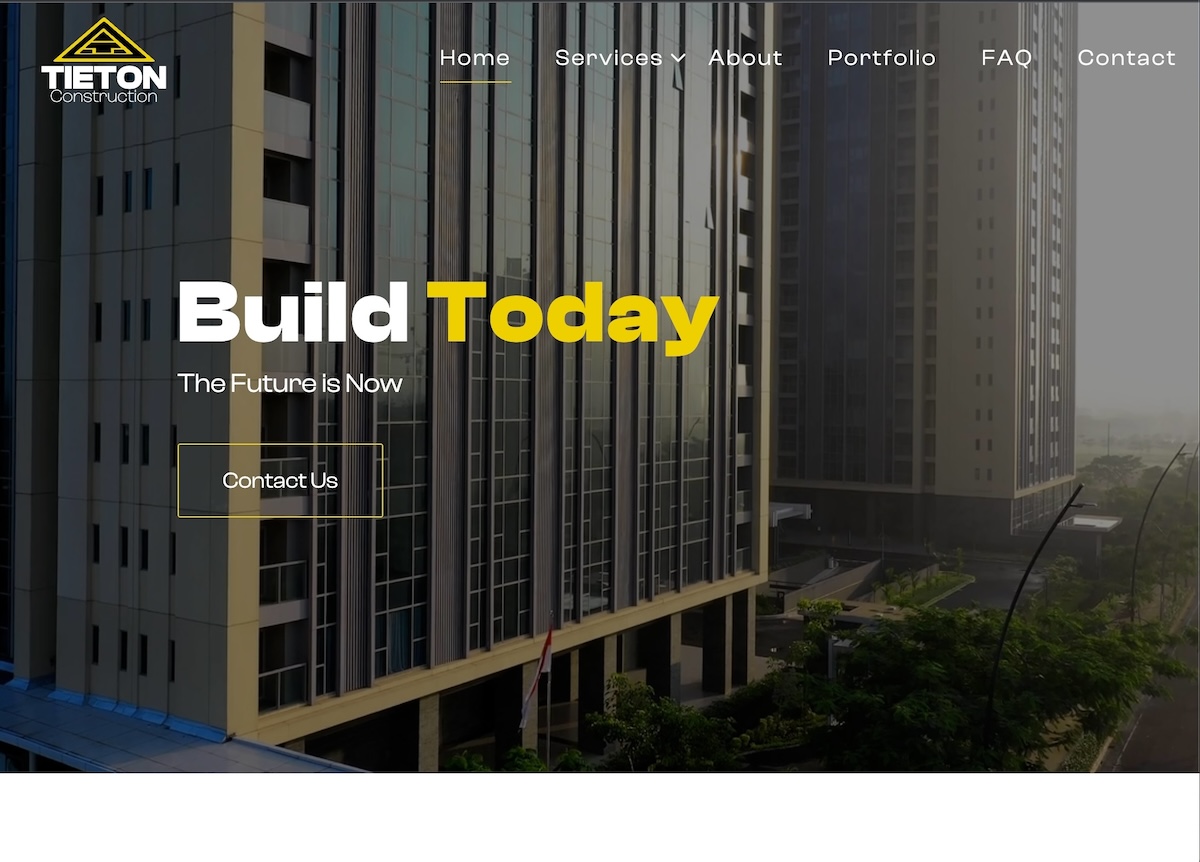 TIETON
Construction
Home Services About Portfolio FAQ Contact
Build Today
The Future is Now
Contact Us